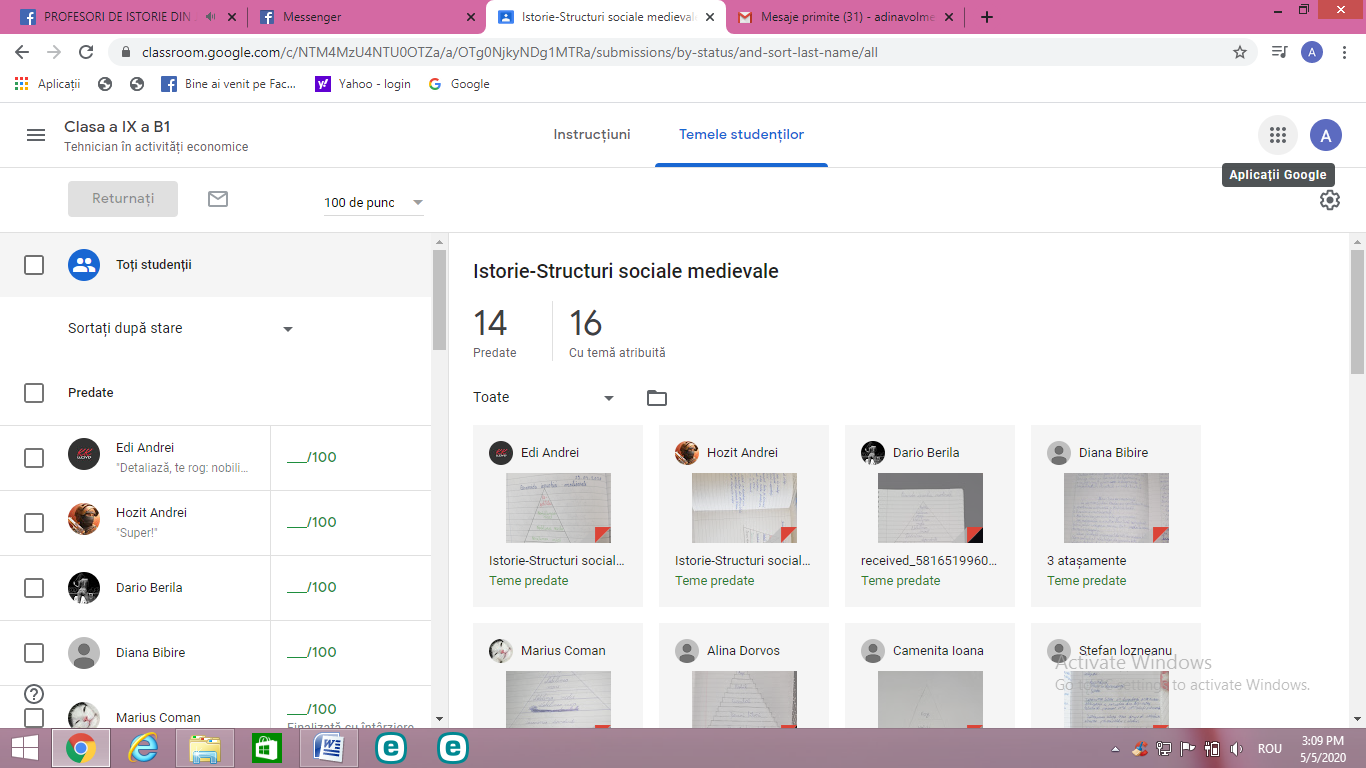 PROFESORI DE ISTORIE DIN
Messenger
Istorie-Structuri sociale medievale
Mesaje primite (31) - adinavolme
classroom.google.com/c/NTM4MzU4NTU0OTZa/a/OTg0NjkyNDg1MTRa/submissions/by-status/and-sort-last-name/all
A
Aplicații
Bine ai venit pe Fac...
Yahoo - login
Google
Clasa a IX a B1
Tehnician în activități economice
Instrucțiuni
Temele studenților
A
Aplicații Google
Returnați
100 de punc
Toți studenții
Sortați după stare
Predate
Edi Andrei
"Detaliază, te rog: nobili...
___/100
Hozit Andrei
"Super!"
___/100
Dario Berila
___/100
Diana Bibire
___/100
Marius Coman
___/100
Finalizată cu întârziere
Istorie-Structuri sociale medievale
14
Predate
16
Cu temă atribuită
Toate
Edi Andrei
Istorie-Structuri social...
Teme predate
Hozit Andrei
Istorie-Structuri social...
Teme predate
Dario Berila
received_5816519960...
Teme predate
Diana Bibire
3 atașamente
Teme predate
Marius Coman
Alina Dorvos
Camenita Ioana
Stefan Iozneanu
Activate Windows
Go to PC settings to activate Windows.
ROU
3:09 PM
5/5/2020